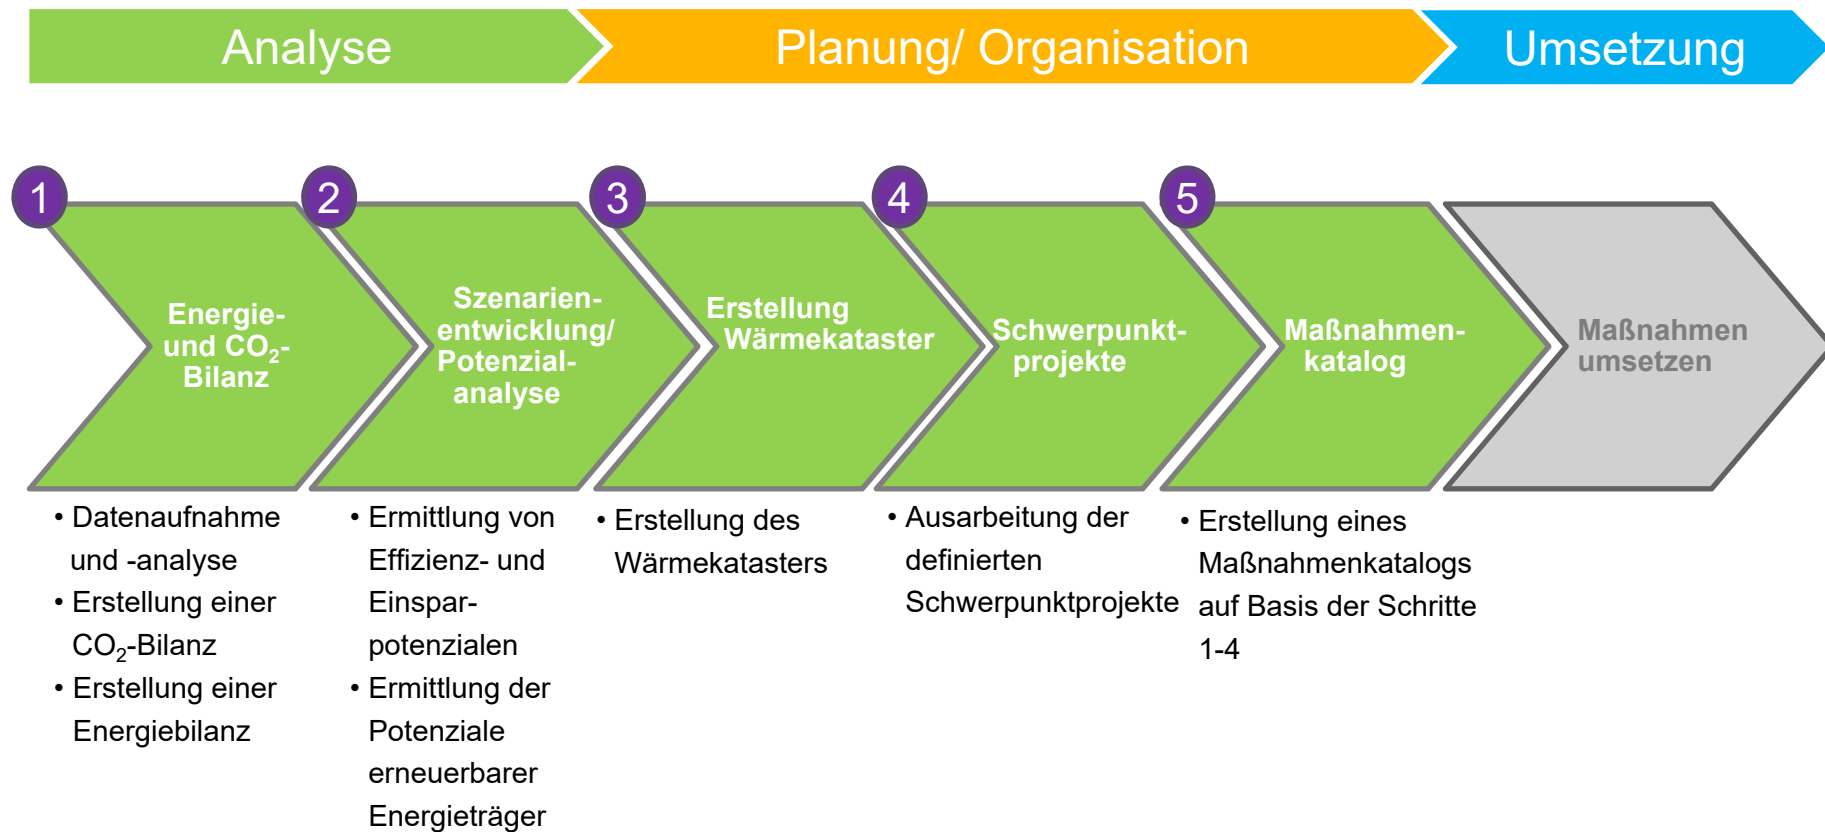 Analyse
Planung/ Organisation
Umsetzung
1
Energie-
und CO₂-
Bilanz
• Datenaufnahme
und -analyse
• Erstellung einer
CO₂-Bilanz
• Erstellung einer
Energiebilanz
2
Szenarien-
entwicklung/
Potenzial-
analyse
• Ermittlung von
Effizienz- und
Einspar-
potenzialen
• Ermittlung der
Potenziale
erneuerbarer
Energieträger
3
Erstellung
Wärmekataster
• Erstellung des
Wärmekatasters
4
Schwerpunkt-
projekte
• Ausarbeitung der
definierten
Schwerpunktprojekte
5
Maßnahmen-
katalog
• Erstellung eines
Maßnahmenkatalogs
auf Basis der Schritte
1-4
Maßnahmen
umsetzen